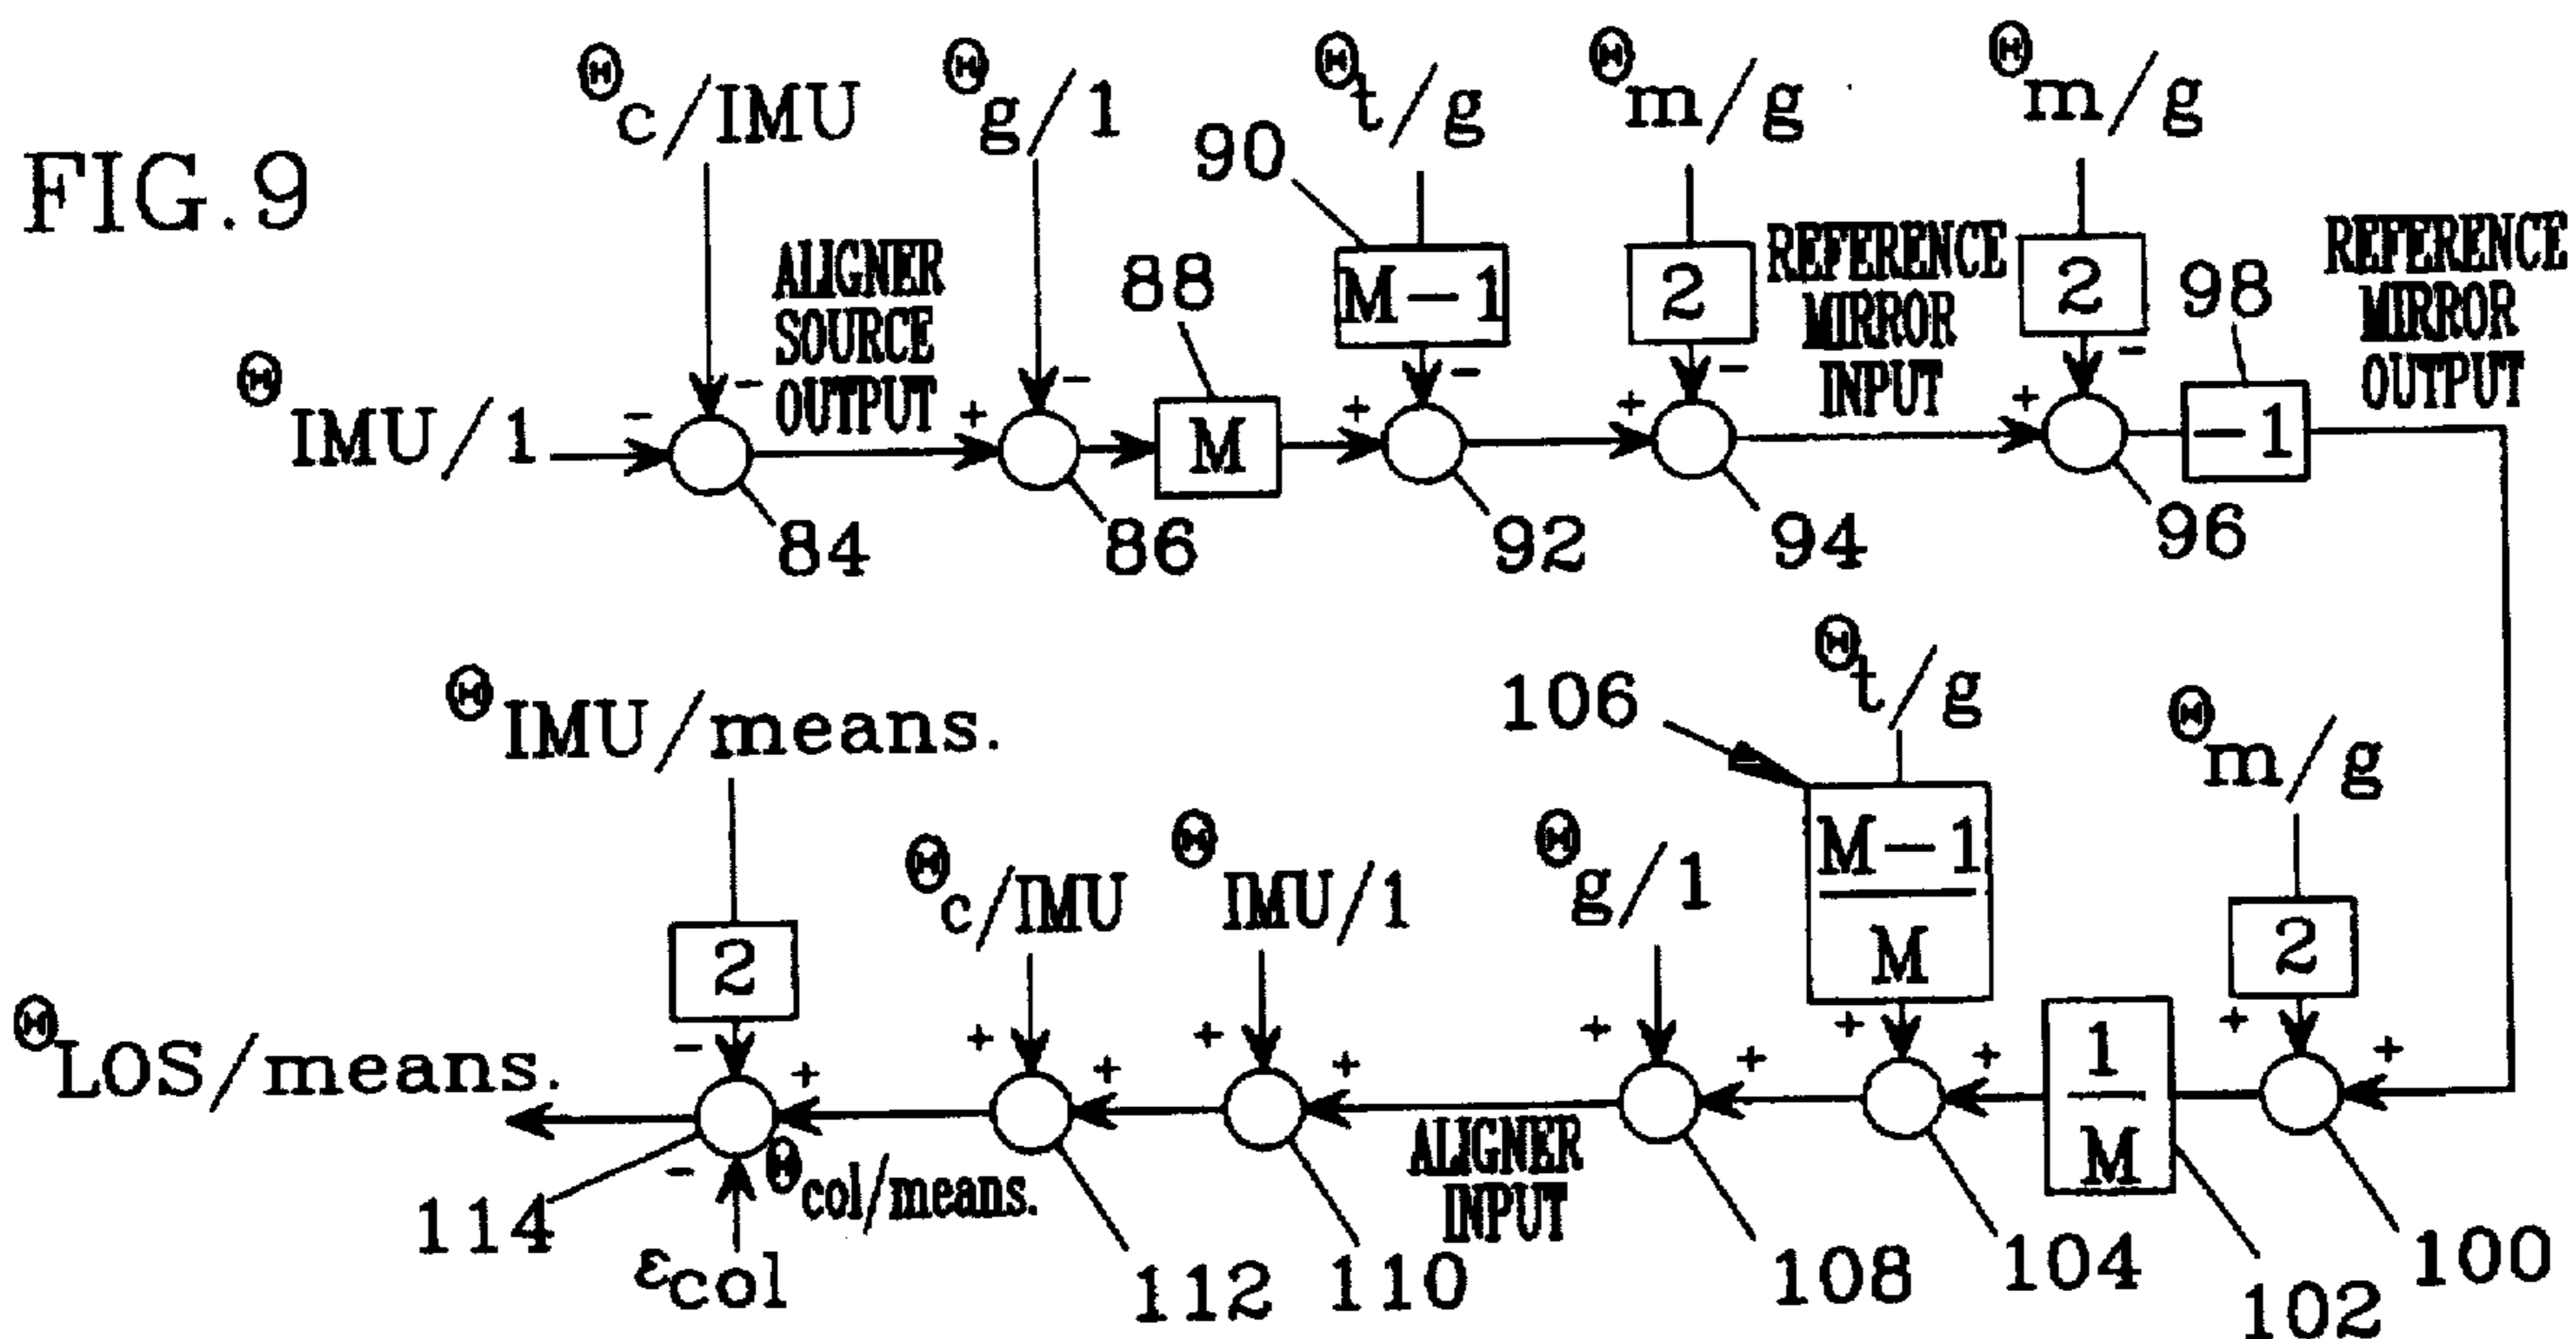 FIG.9
Θc/IMU
Θg/1
Θt/g
Θm/g
Θm/g
90
88
98
M-1
2
2
ALIGNER
SOURCE
OUTPUT
REFERENCE
MIRROR
INPUT
REFERENCE
MIRROR
OUTPUT
ΘIMU/1
-
-
+
-
M
+
-
+
-
+
-
-1
84
86
92
94
96
ΘIMU/means.
106
Θt/g
Θm/g
Θc/IMU
ΘIMU/1
Θg/1
M-1
M
2
2
ΘLOS/means.
-
+
+
+
+
+
+
+
+
+
+
+
1
M
-
Θcol/means.
ALIGNER
INPUT
114
εcol
112
110
108
104
102
100